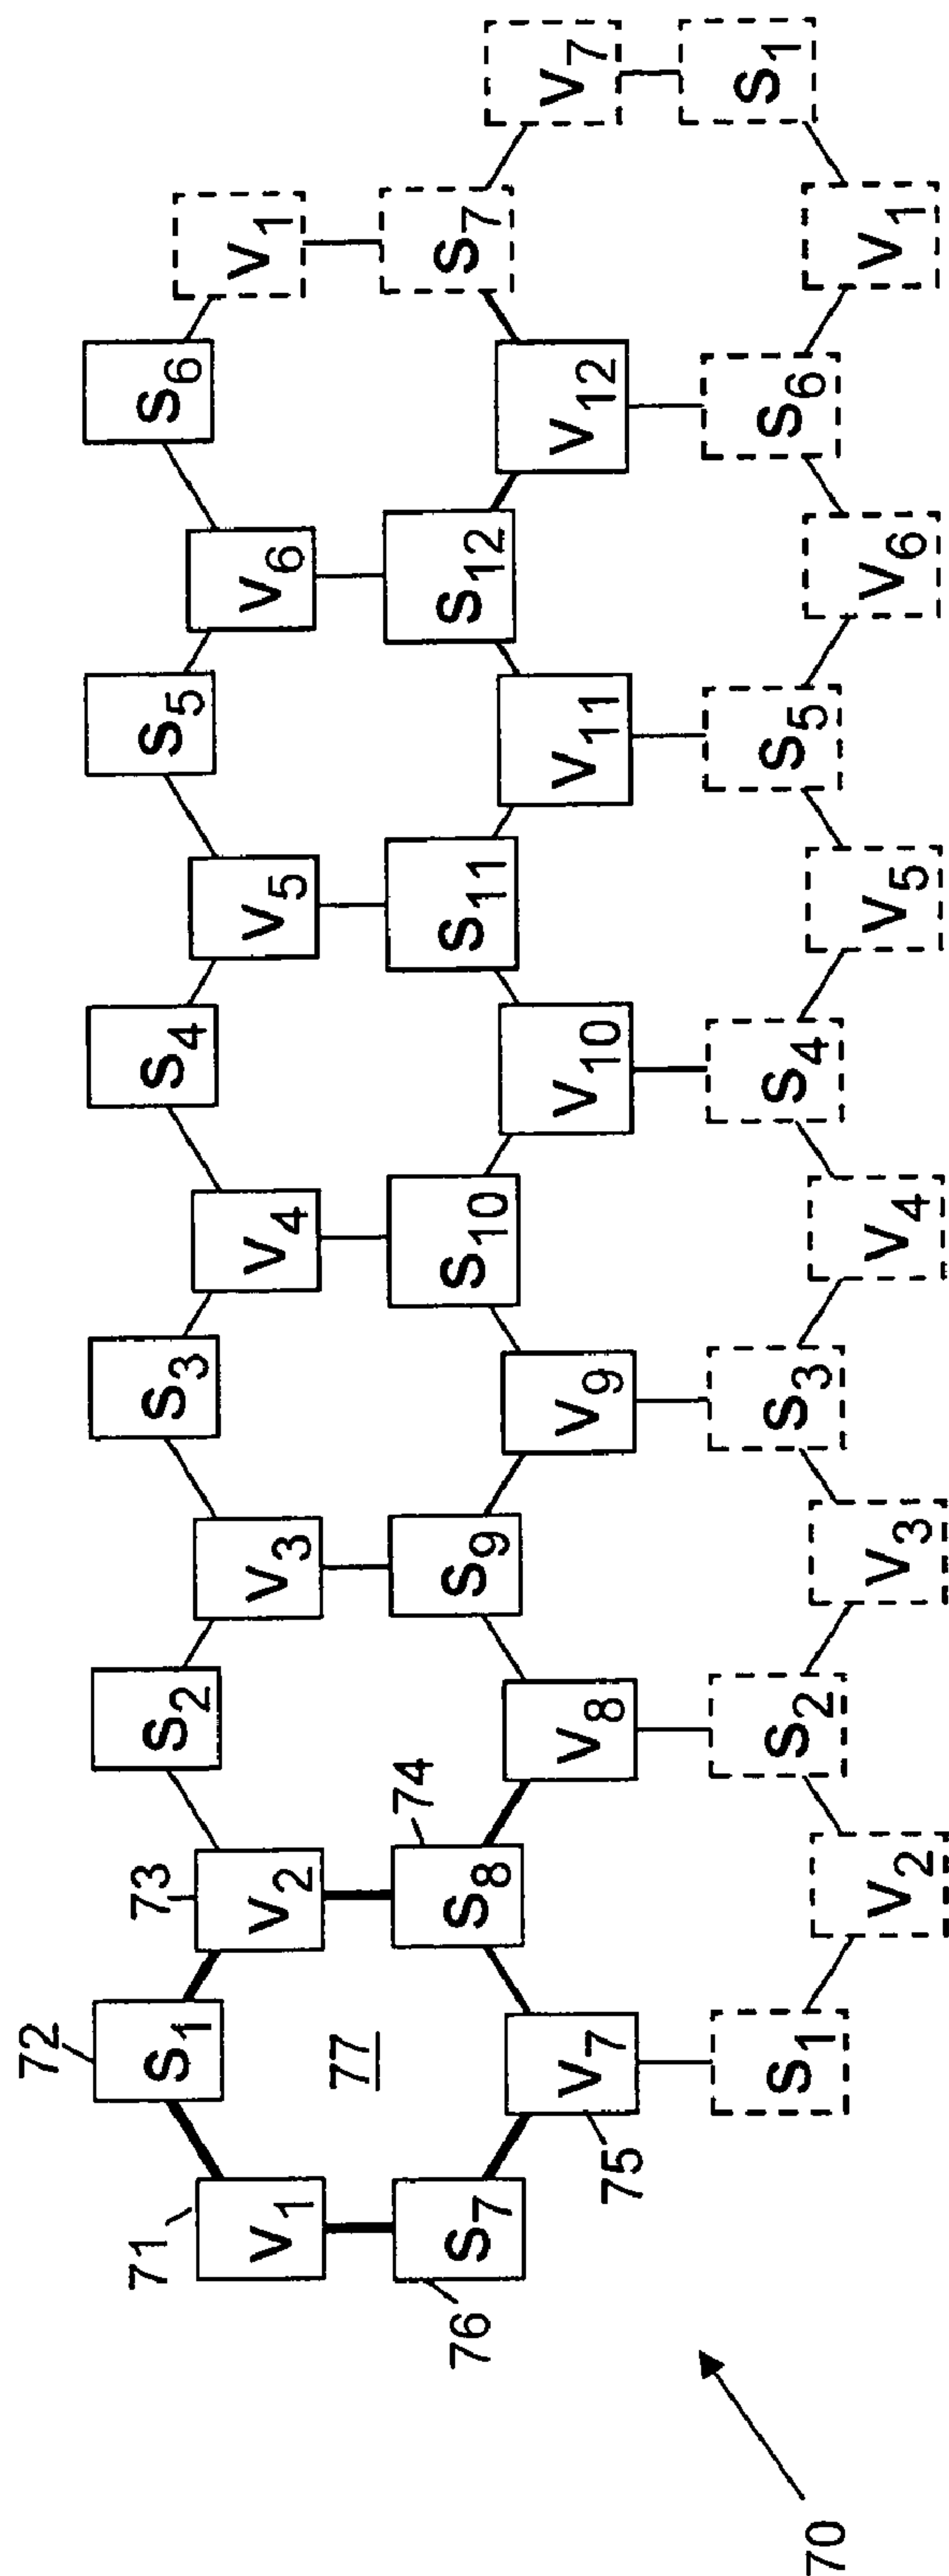 72
71 73
s1 s2 s3 s4 s5 s6
v1 v2 v3 v4 v5 v6 v1
77
74
s7 s8 s9 s10 s11 s12 s7
76
v7 v8 v9 v10 v11 v12 v7
75
s1 s2 s3 s4 s5 s6 s1
70
v2 v3 v4 v5 v6 v1